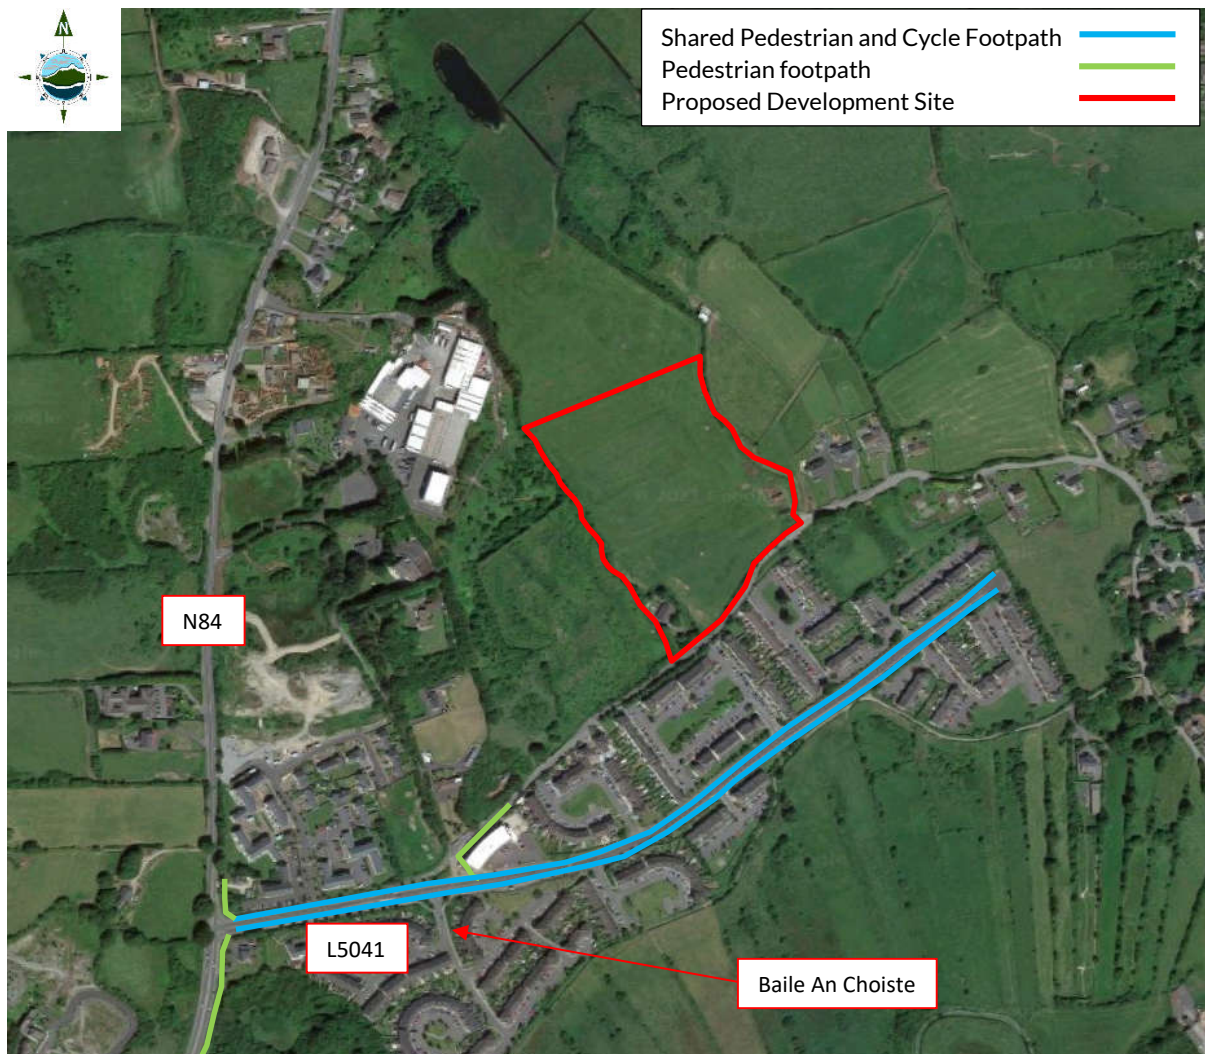 N
Shared Pedestrian and Cycle Footpath
Pedestrian footpath
Proposed Development Site
N84
L5041
Baile An Choiste